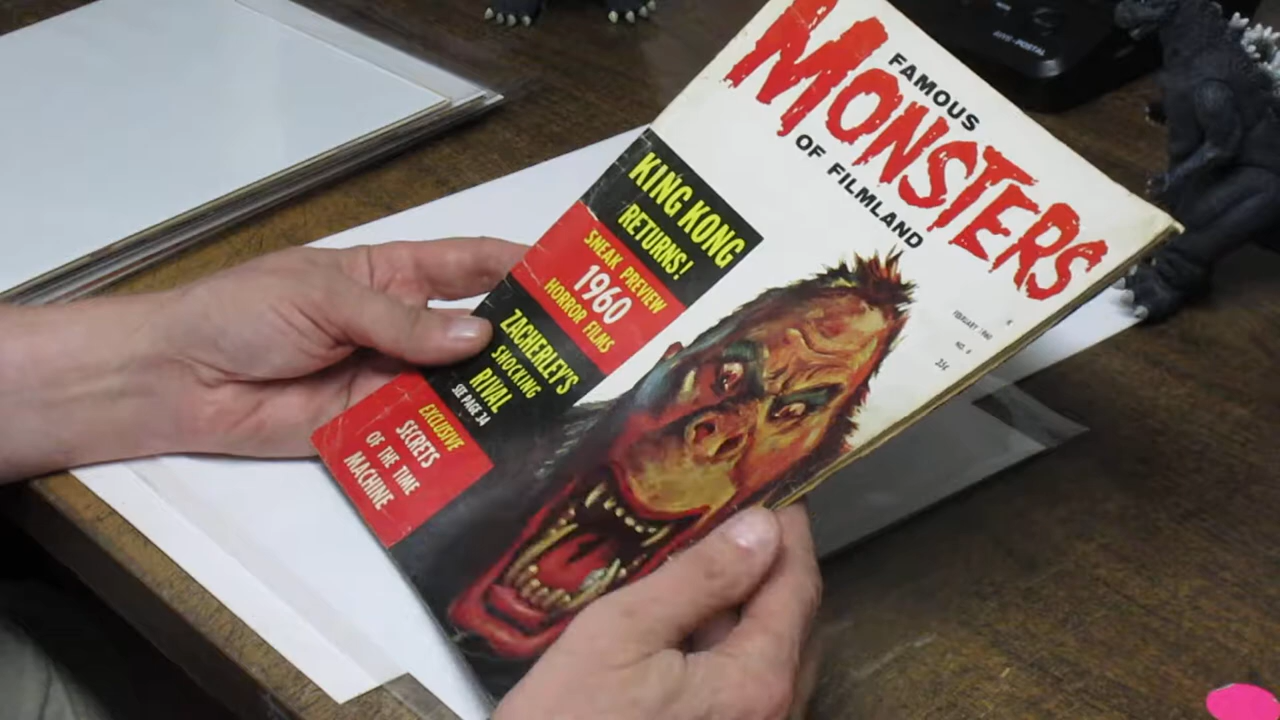 FAMOUS
MONSTERS
OF FILMLAND
FEBRUARY 1960
NO. 6
35¢
KING KONG
RETURNS!
SNEAK PREVIEW
1960
HORROR FILMS
ZACHERLEY'S
SHOCKING
RIVAL
SEE PAGE 34
EXCLUSIVE
SECRETS
OF THE TIME
MACHINE